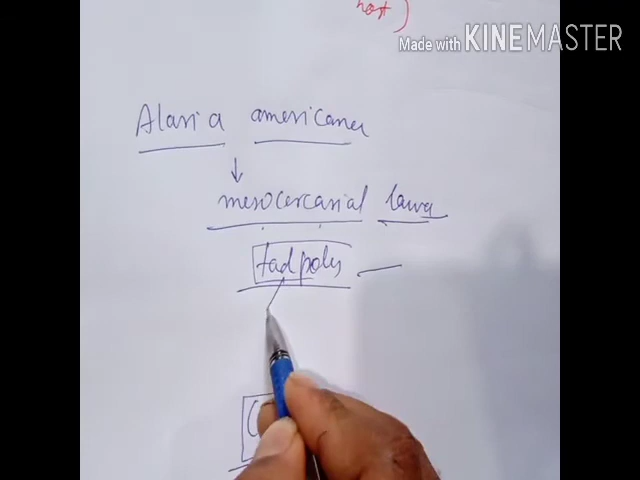 host)
Made with KINEMASTER
Alaria americana
mesocercarial larva
tadpoles